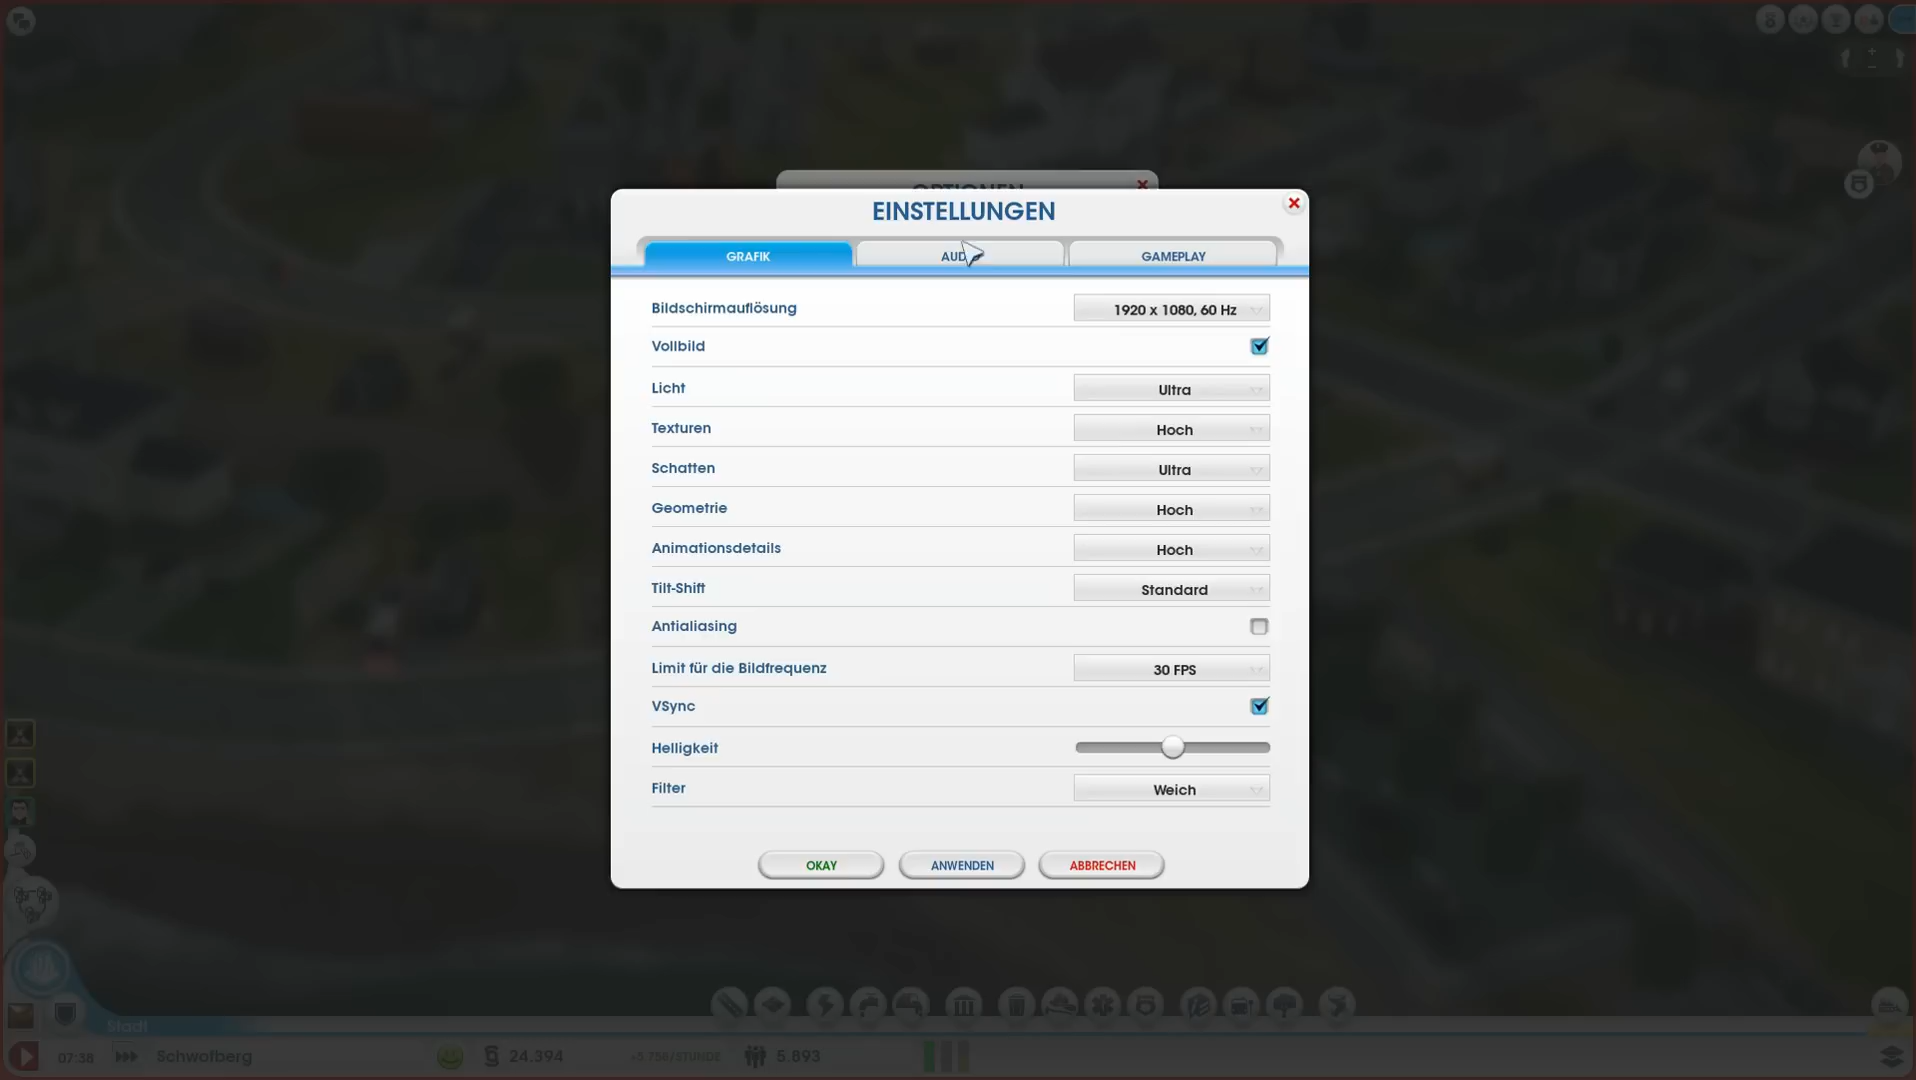 OPTIONEN
EINSTELLUNGEN
GRAFIK
GAMEPLAY
Bildschirmauflösung
1920 x 1080, 60 Hz
Vollbild
Licht
Ultra
Texturen
Hoch
Schatten
Ultra
Geometrie
Hoch
Animationsdetails
Hoch
Tilt-Shift
Standard
Antialiasing
Limit für die Bildfrequenz
30 FPS
VSync
Helligkeit
Filter
Weich
OKAY
ANWENDEN
ABBRECHEN
Stadt
07:38
Schwofberg
24.394
5.893